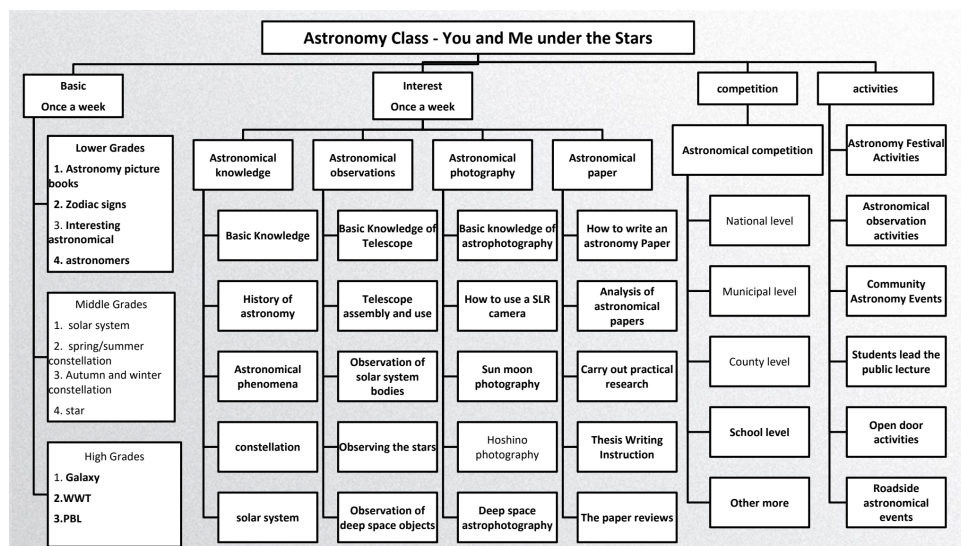 Astronomy Class - You and Me under the Stars
Basic
Once a week
Lower Grades
1. Astronomy picture
books
2. Zodiac signs
3. Interesting
astronomical
4. astronomers
Middle Grades
1. solar system
2. spring/summer
constellation
3. Autumn and winter
constellation
4. star
High Grades
1. Galaxy
2.WWT
3.PBL
Interest
Once a week
Astronomical
knowledge
Basic Knowledge
History of
astronomy
Astronomical
phenomena
constellation
solar system
Astronomical
observations
Basic Knowledge of
Telescope
Telescope
assembly and use
Observation of
solar system
bodies
Observing the stars
Observation of
deep space objects
Astronomical
photography
Basic knowledge of
astrophotography
How to use a SLR
camera
Sun moon
photography
Hoshino
photography
Deep space
astrophotography
Astronomical
paper
How to write an
astronomy Paper
Analysis of
astronomical
papers
Carry out practical
research
Thesis Writing
Instruction
The paper reviews
competition
Astronomical competition
National level
Municipal level
County level
School level
Other more
activities
Astronomy Festival
Activities
Astronomical
observation
activities
Community
Astronomy Events
Students lead the
public lecture
Open door
activities
Roadside
astronomical
events